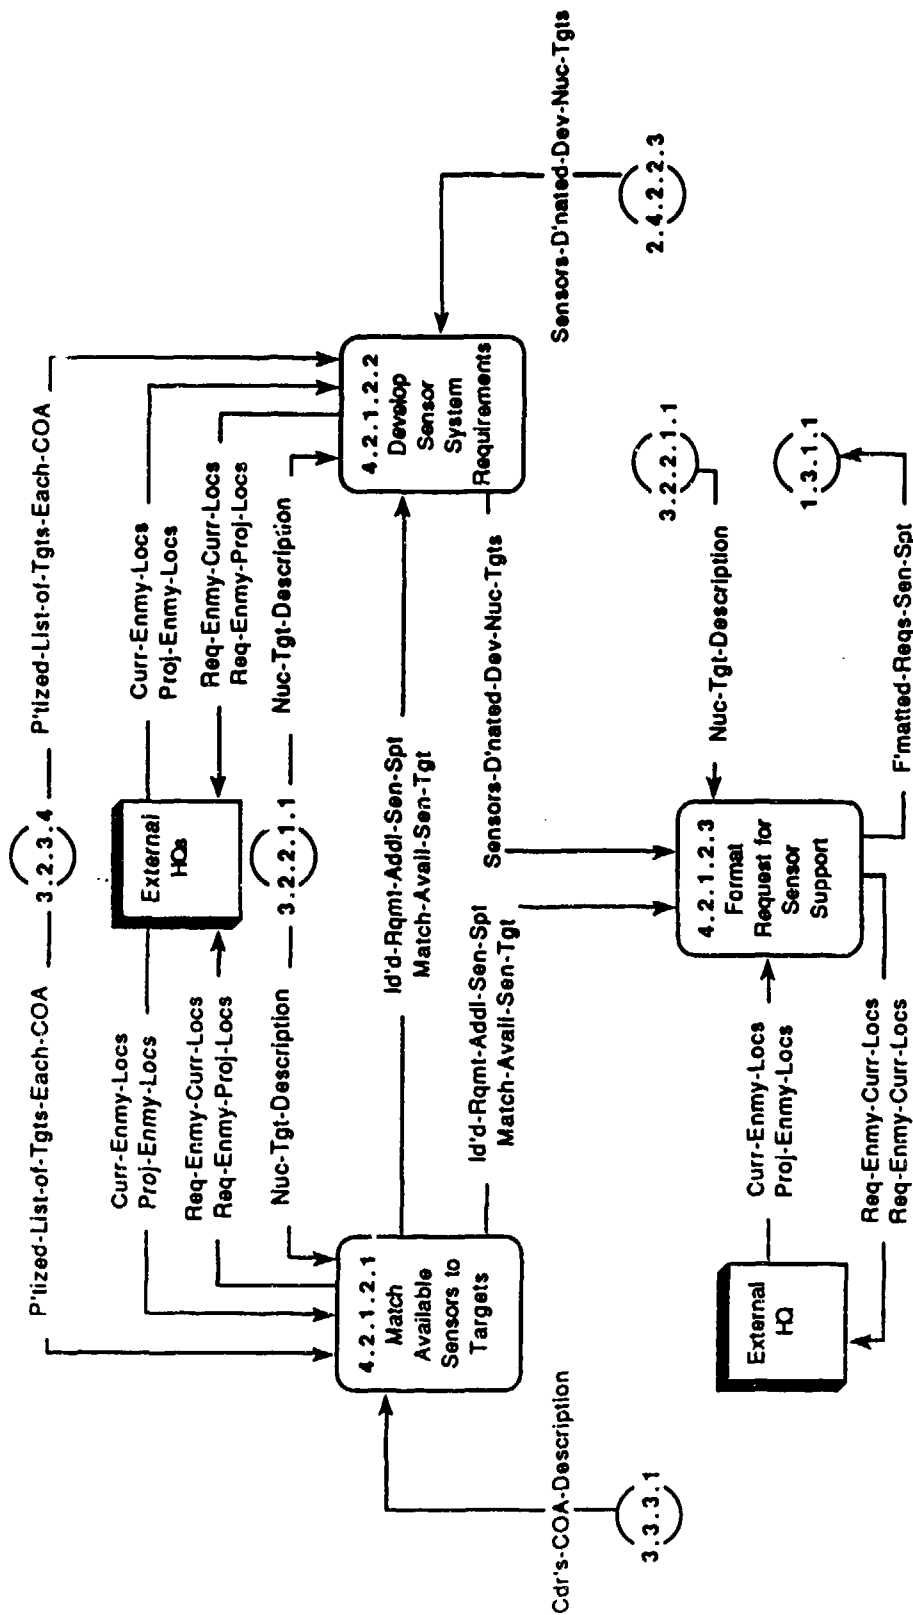 P'tized-List-of-Tgts-Each-COA
3.2.3.4
P'tized-List-of-Tgts-Each-COA
Curr-Enmy-Locs
Proj-Enmy-Locs
External
HQs
Curr-Enmy-Locs
Proj-Enmy-Locs
Req-Enmy-Curr-Locs
Req-Enmy-Proj-Locs
Req-Enmy-Curr-Locs
Req-Enmy-Proj-Locs
Nuc-Tgt-Description
3.2.2.1.1
Nuc-Tgt-Description
4.2.1.2.1
Match
Available
Sensors to
Targets
4.2.1.2.2
Develop
Sensor
System
Requirements
Id'd-Rqmt-Addl-Sen-Spt
Match-Avail-Sen-Tgt
Id'd-Rqmt-Addl-Sen-Spt
Match-Avail-Sen-Tgt
Sensors-D'nated-Dev-Nuc-Tgts
Cdr's-COA-Description
3.3.3.1
Sensors-D'nated-Dev-Nuc-Tgts
2.4.2.2.3
External
HQ
Curr-Enmy-Locs
Proj-Enmy-Locs
4.2.1.2.3
Format
Request for
Sensor
Support
Nuc-Tgt-Description
3.2.2.1.1
Req-Enmy-Curr-Locs
Req-Enmy-Curr-Locs
F'matted-Reqs-Sen-Spt
1.3.1.1